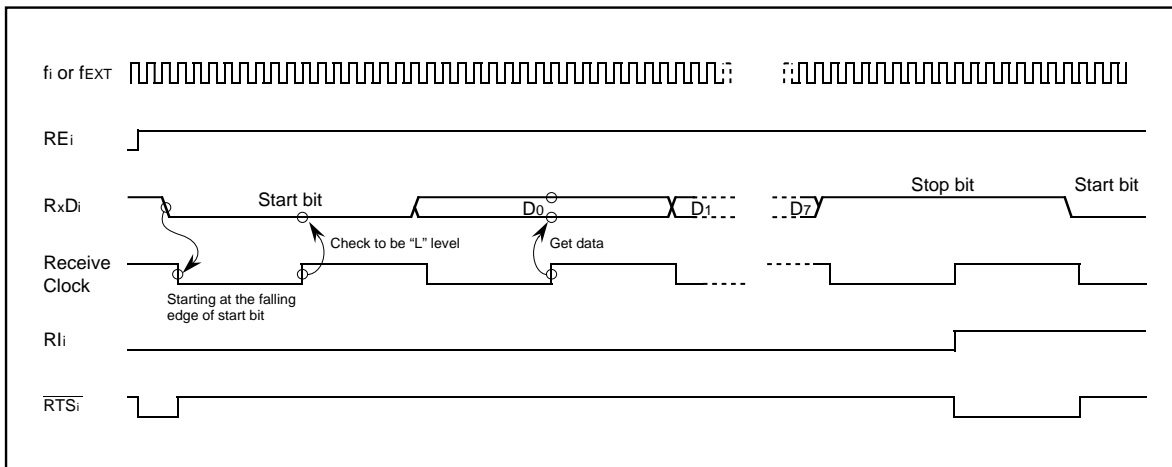 fi or fEXT
REi
RxDi
Start bit
D0
D1
D7
Stop bit
Start bit
Check to be “L” level
Get data
Receive
Clock
Starting at the falling
edge of start bit
RIi
RTSi